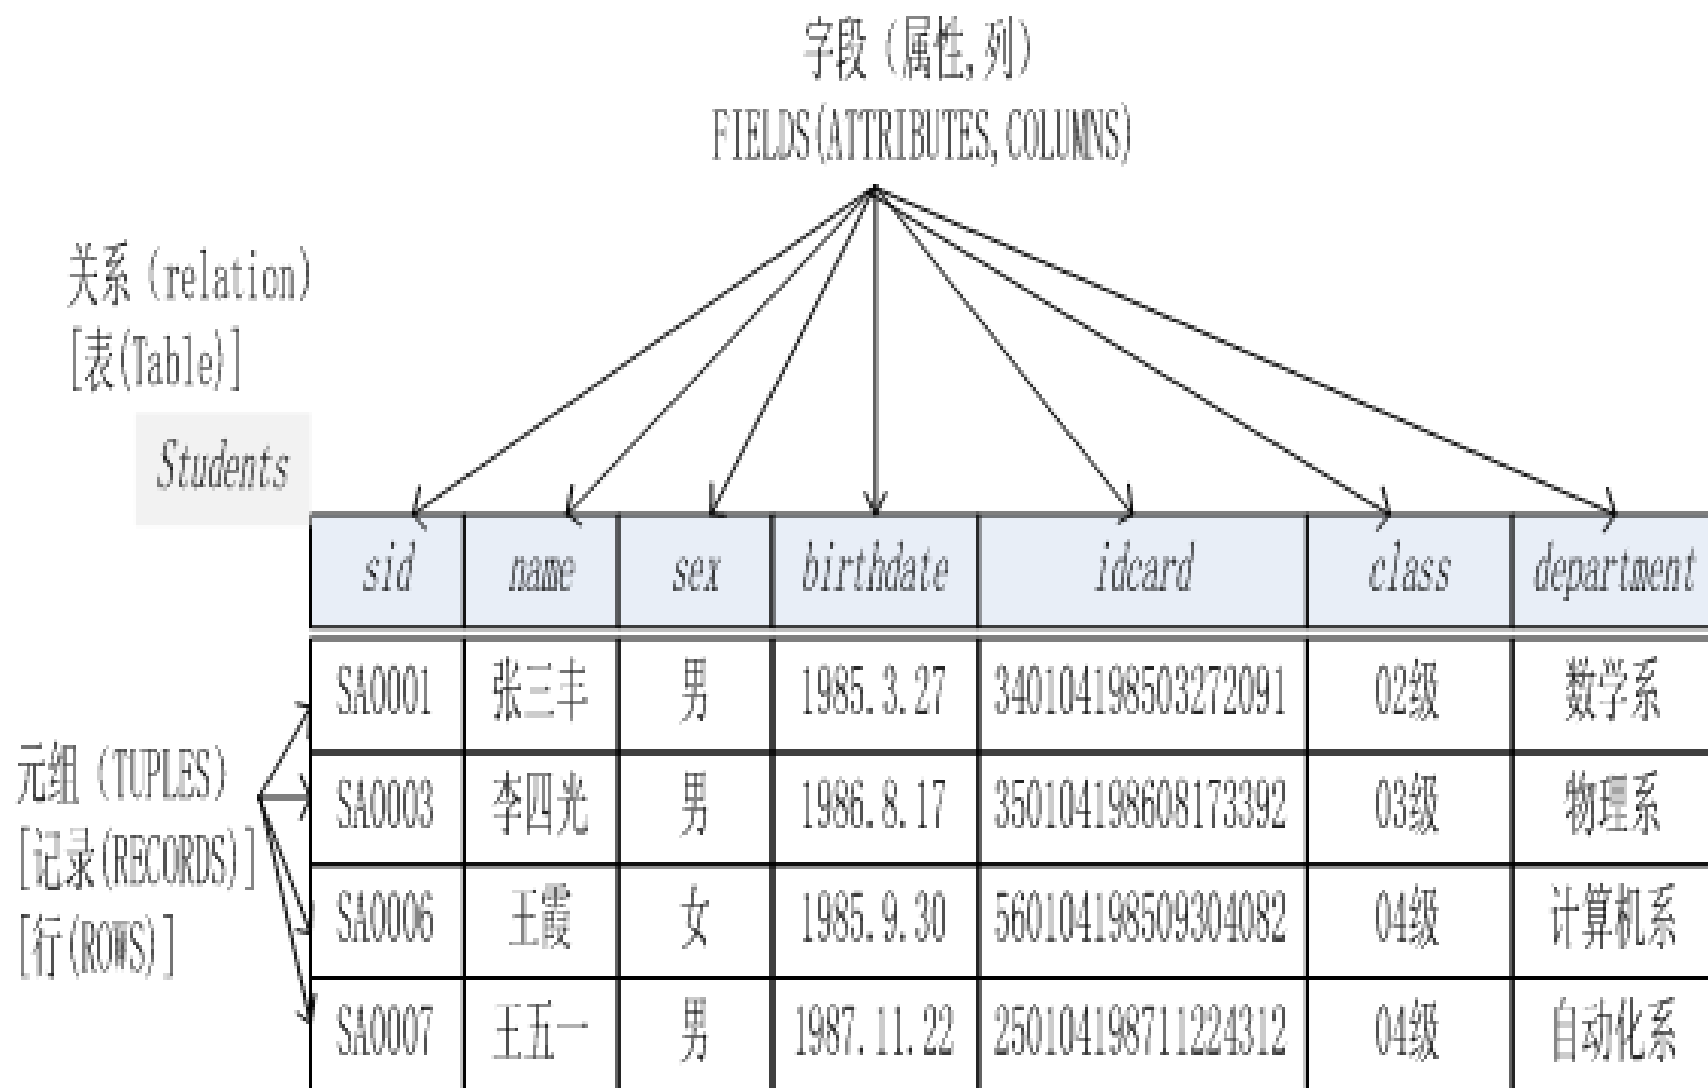 字段（属性,列）
FIELDS(ATTRIBUTES,COLUMNS)
关系（relation）
[表(Table)]
Students
sid name sex birthdate idcard class department
SA0001 张三丰 男 1985.3.27 340104198503272091 02级 数学系
SA0003 李四光 男 1986.8.17 350104198608173392 03级 物理系
SA0006 王霞 女 1985.9.30 560104198509304082 04级 计算机系
SA0007 王五一 男 1987.11.22 250104198711224312 04级 自动化系
元组（TUPLES）
[记录(RECORDS)]
[行(ROWS)]